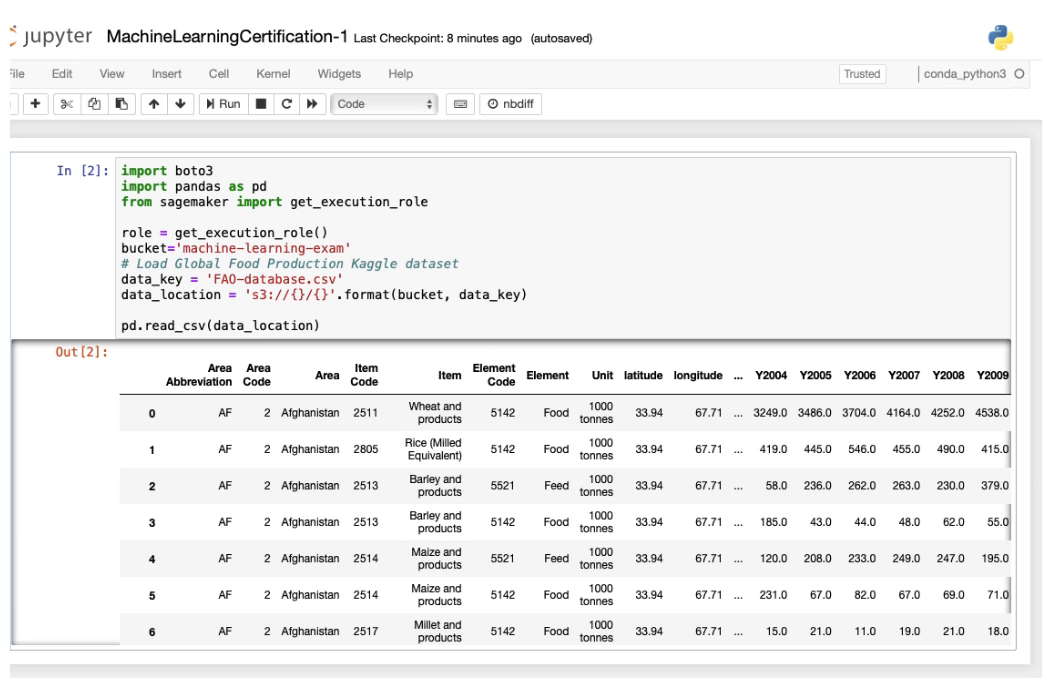 jupyter MachineLearningCertification-1 Last Checkpoint: 8 minutes ago (autosaved)
File Edit View Insert Cell Kernel Widgets Help Trusted conda_python3
Run Code nbdiff
In [2]: import boto3
import pandas as pd
from sagemaker import get_execution_role
role = get_execution_role()
bucket='machine-learning-exam'
# Load Global Food Production Kaggle dataset
data_key = 'FAO-database.csv'
data_location = 's3://{}/{}'.format(bucket, data_key)
pd.read_csv(data_location)
Out[2]:
Area Abbreviation Area Code Area Item Code Item Element Code Element Unit latitude longitude ... Y2004 Y2005 Y2006 Y2007 Y2008 Y2009
0 AF 2 Afghanistan 2511 Wheat and products 5142 Food 1000 tonnes 33.94 67.71 ... 3249.0 3486.0 3704.0 4164.0 4252.0 4538.0
1 AF 2 Afghanistan 2805 Rice (Milled Equivalent) 5142 Food 1000 tonnes 33.94 67.71 ... 419.0 445.0 546.0 455.0 490.0 415.0
2 AF 2 Afghanistan 2513 Barley and products 5521 Feed 1000 tonnes 33.94 67.71 ... 58.0 236.0 262.0 263.0 230.0 379.0
3 AF 2 Afghanistan 2513 Barley and products 5142 Food 1000 tonnes 33.94 67.71 ... 185.0 43.0 44.0 48.0 62.0 55.0
4 AF 2 Afghanistan 2514 Maize and products 5521 Feed 1000 tonnes 33.94 67.71 ... 120.0 208.0 233.0 249.0 247.0 195.0
5 AF 2 Afghanistan 2514 Maize and products 5142 Food 1000 tonnes 33.94 67.71 ... 231.0 67.0 82.0 67.0 69.0 71.0
6 AF 2 Afghanistan 2517 Millet and products 5142 Food 1000 tonnes 33.94 67.71 ... 15.0 21.0 11.0 19.0 21.0 18.0